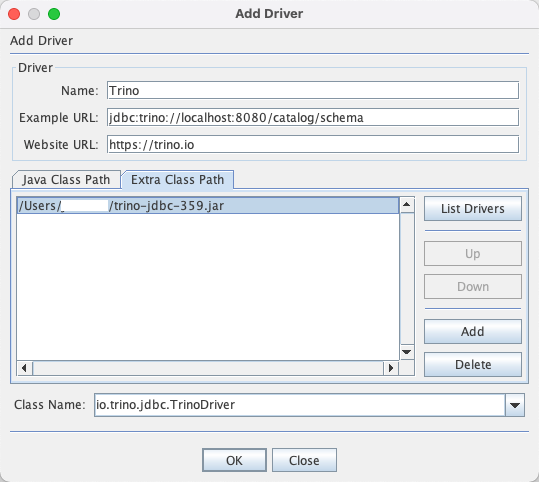 Add Driver
Add Driver
Driver
Name: Trino
Example URL: jdbc:trino://localhost:8080/catalog/schema
Website URL: https://trino.io
Java Class Path Extra Class Path
/Users/ /trino-jdbc-359.jar
List Drivers
Up
Down
Add
Delete
Class Name: io.trino.jdbc.TrinoDriver
OK Close